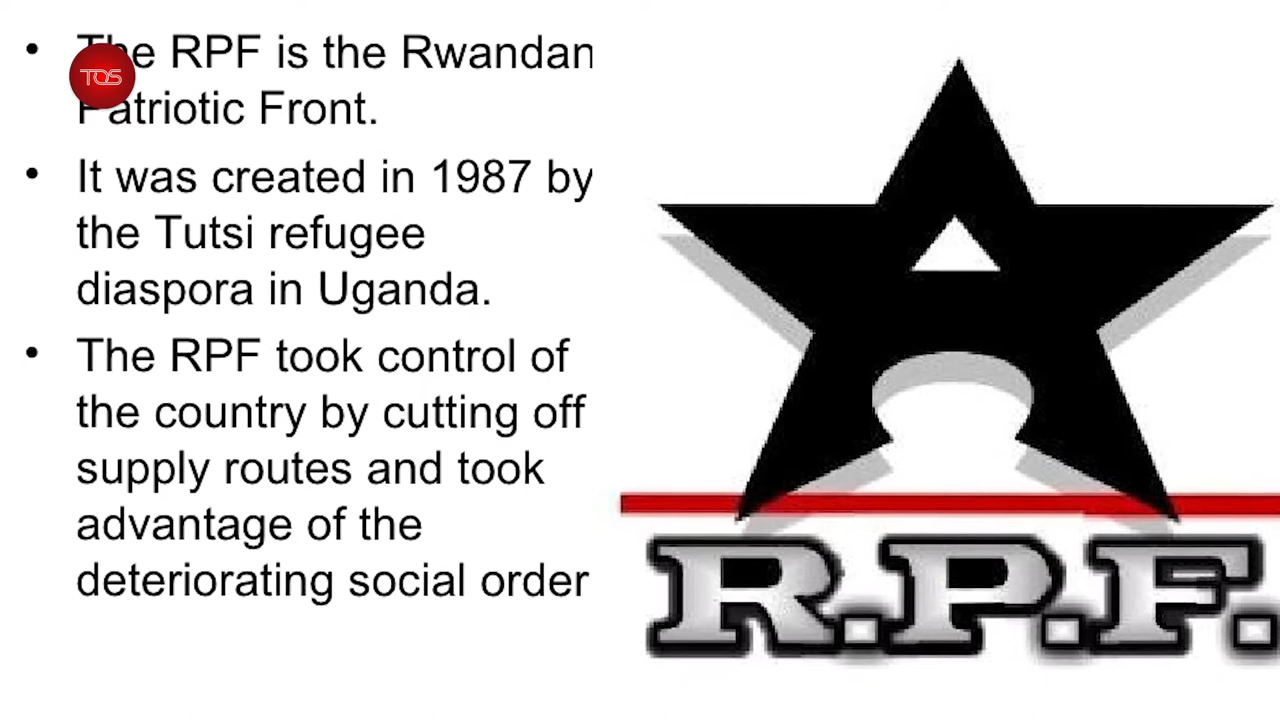 • The RPF is the Rwandan
Patriotic Front.
• It was created in 1987 by
the Tutsi refugee
diaspora in Uganda.
• The RPF took control of
the country by cutting off
supply routes and took
advantage of the
deteriorating social order
TQS
R.P.F.